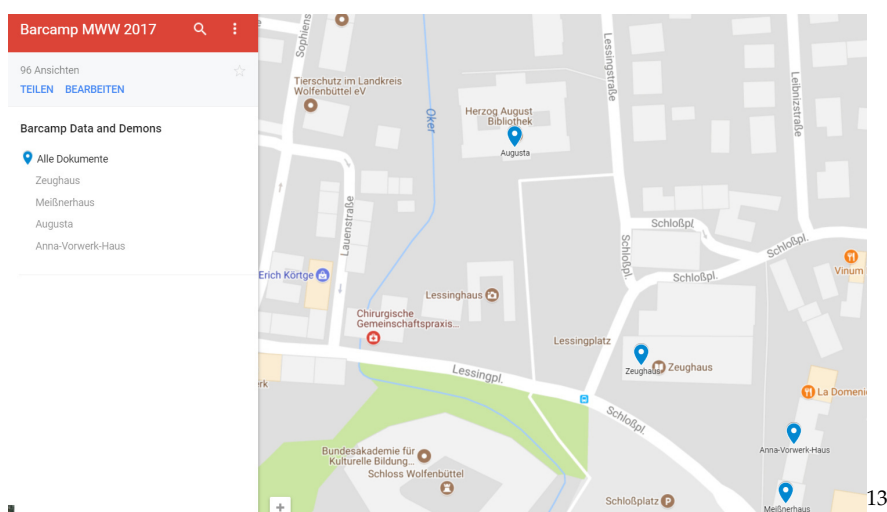 Barcamp MWW 2017
96 Ansichten
TEILEN BEARBEITEN
Barcamp Data and Demons
Alle Dokumente
Zeughaus
Meißnerhaus
Augusta
Anna-Vorwerk-Haus
Sophiens
Tierschutz im Landkreis
Wolfenbüttel eV
Oker
Herzog August
Bibliothek
Augusta
Lessingstraße
Leibnizstraße
Lauenstraße
Schloßpl.
Schloßpl.
Schloßpl.
Schloßpl.
Erich Körtge
Vinum
Lessinghaus
Chirurgische
Gemeinschaftspraxis...
Lessingplatz
Zeughaus
Zeughaus
Lessingpl.
erk
La Domeni
Schloßpl.
Anna-Vorwerk-Haus
Bundesakademie für
Kulturelle Bildung...
Schloss Wolfenbüttel
Schloßplatz
P
Meißnerhaus
+
13